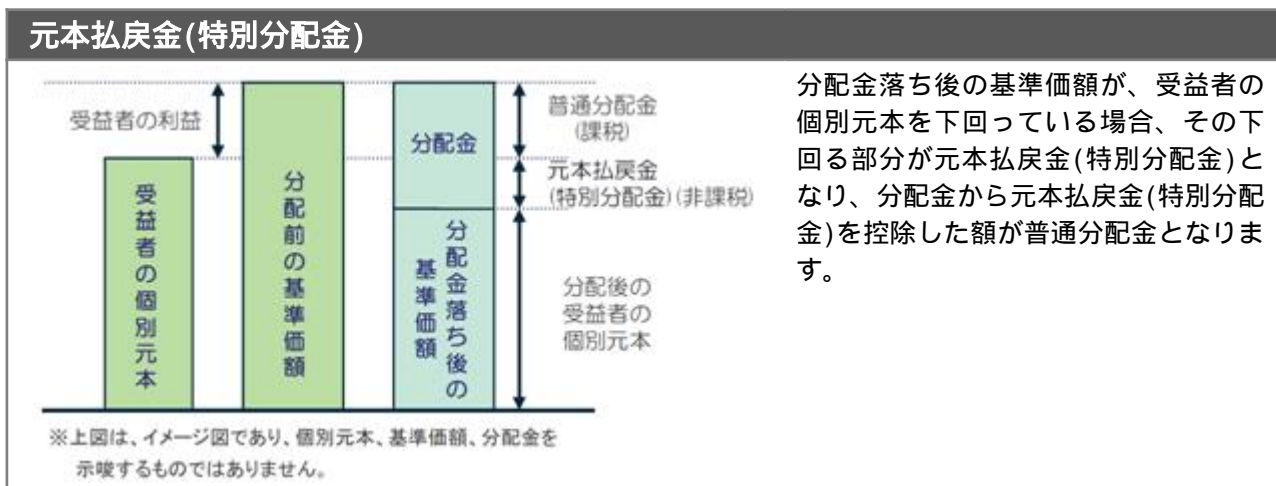 元本払戻金(特別分配金)
受益者の利益
受益者の個別元本
分配前の基準価額
分配金
分配金落ち後の
基準価額
普通分配金
(課税)
元本払戻金
(特別分配金)(非課税)
分配後の
受益者の
個別元本
※上図は、イメージ図であり、個別元本、基準価額、分配金を
示唆するものではありません。
分配金落ち後の基準価額が、受益者の
個別元本を下回っている場合、その下
回る部分が元本払戻金(特別分配金)と
なり、分配金から元本払戻金(特別分配
金)を控除した額が普通分配金となりま
す。